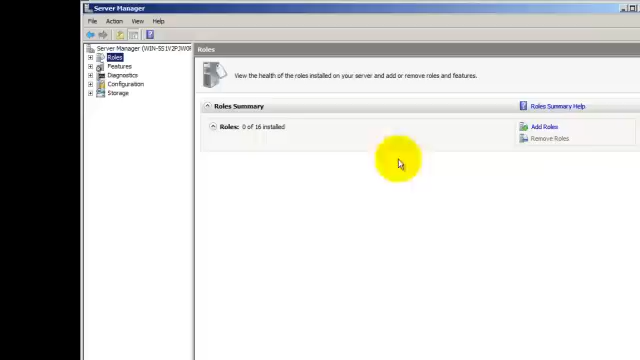 Server Manager
File Action View Help
Server Manager (WIN-
Roles
Features
Diagnostics
Configuration
Storage
Roles
View the health of the roles installed on your server and add or remove roles and features.
Roles Summary
Roles Summary Help
Roles: 0 of 16 installed
Add Roles
Remove Roles